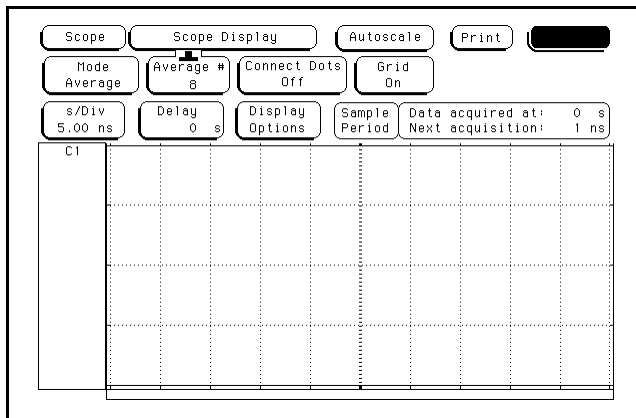 Scope
Scope Display
Autoscale
Print
Mode
Average
Average #
8
Connect Dots
Off
Grid
On
s/Div
5.00 ns
Delay
0 s
Display
Options
Sample
Period
Data acquired at: 0 s
Next acquisition: 1 ns
C1